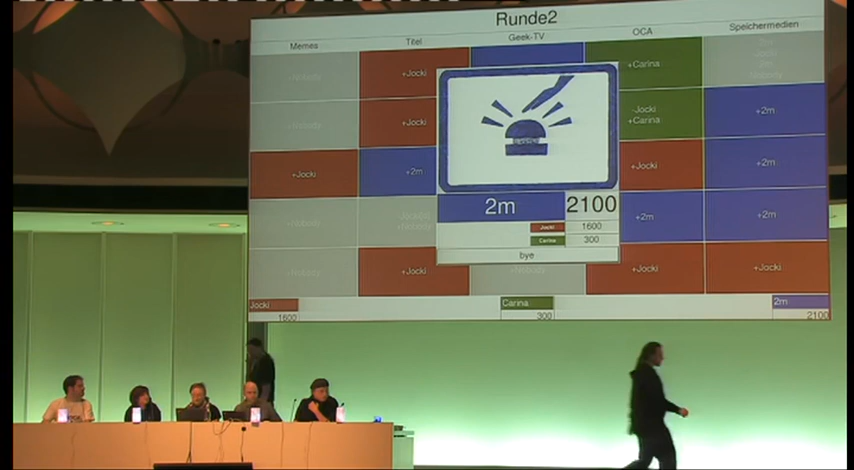 Runde2
Memes Titel Geek-TV OCA Speichermedien
+Jocki +Carina
+Nobody
+Jocki -Jocki +2m
+Carina
+Jocki +2m +Jocki +2m
2m 2100
+2m +2m
Jocki 1600
Carina 300
bye
+Jocki +Jocki +Jocki
Jocki Carina 2m
1600 300 2100